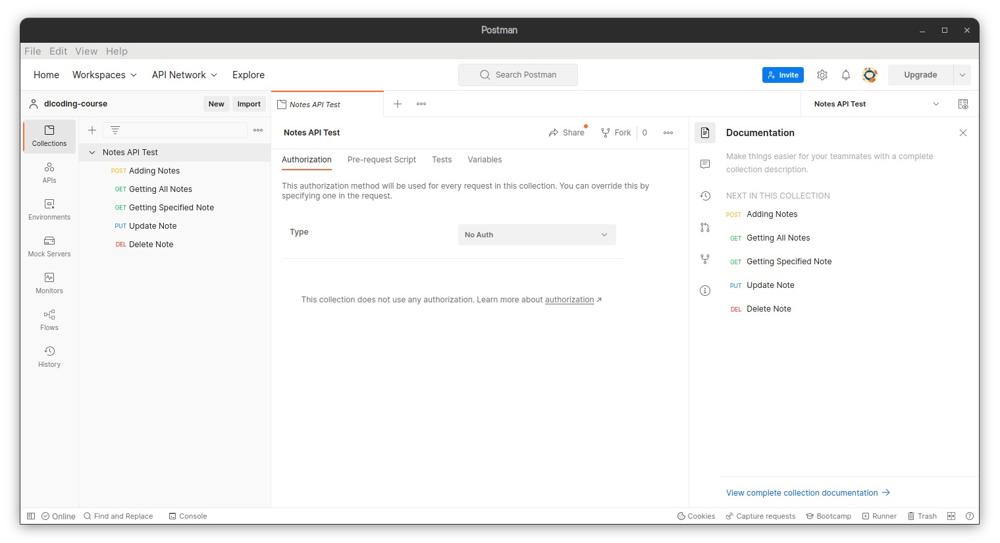 Postman
File Edit View Help
Home Workspaces API Network Explore
Search Postman
Invite
Upgrade
dicoding-course
New Import
Notes API Test
Notes API Test
Collections
APIs
Environments
Mock Servers
Monitors
Flows
History
Notes API Test
POST Adding Notes
GET Getting All Notes
GET Getting Specified Note
PUT Update Note
DEL Delete Note
Notes API Test
Share Fork 0
Authorization Pre-request Script Tests Variables
This authorization method will be used for every request in this collection. You can override this by
specifying one in the request.
Type No Auth
This collection does not use any authorization. Learn more about authorization
Documentation
Make things easier for your teammates with a complete
collection description.
NEXT IN THIS COLLECTION
POST Adding Notes
GET Getting All Notes
GET Getting Specified Note
PUT Update Note
DEL Delete Note
View complete collection documentation
Online Find and Replace Console
Cookies Capture requests Bootcamp Runner Trash